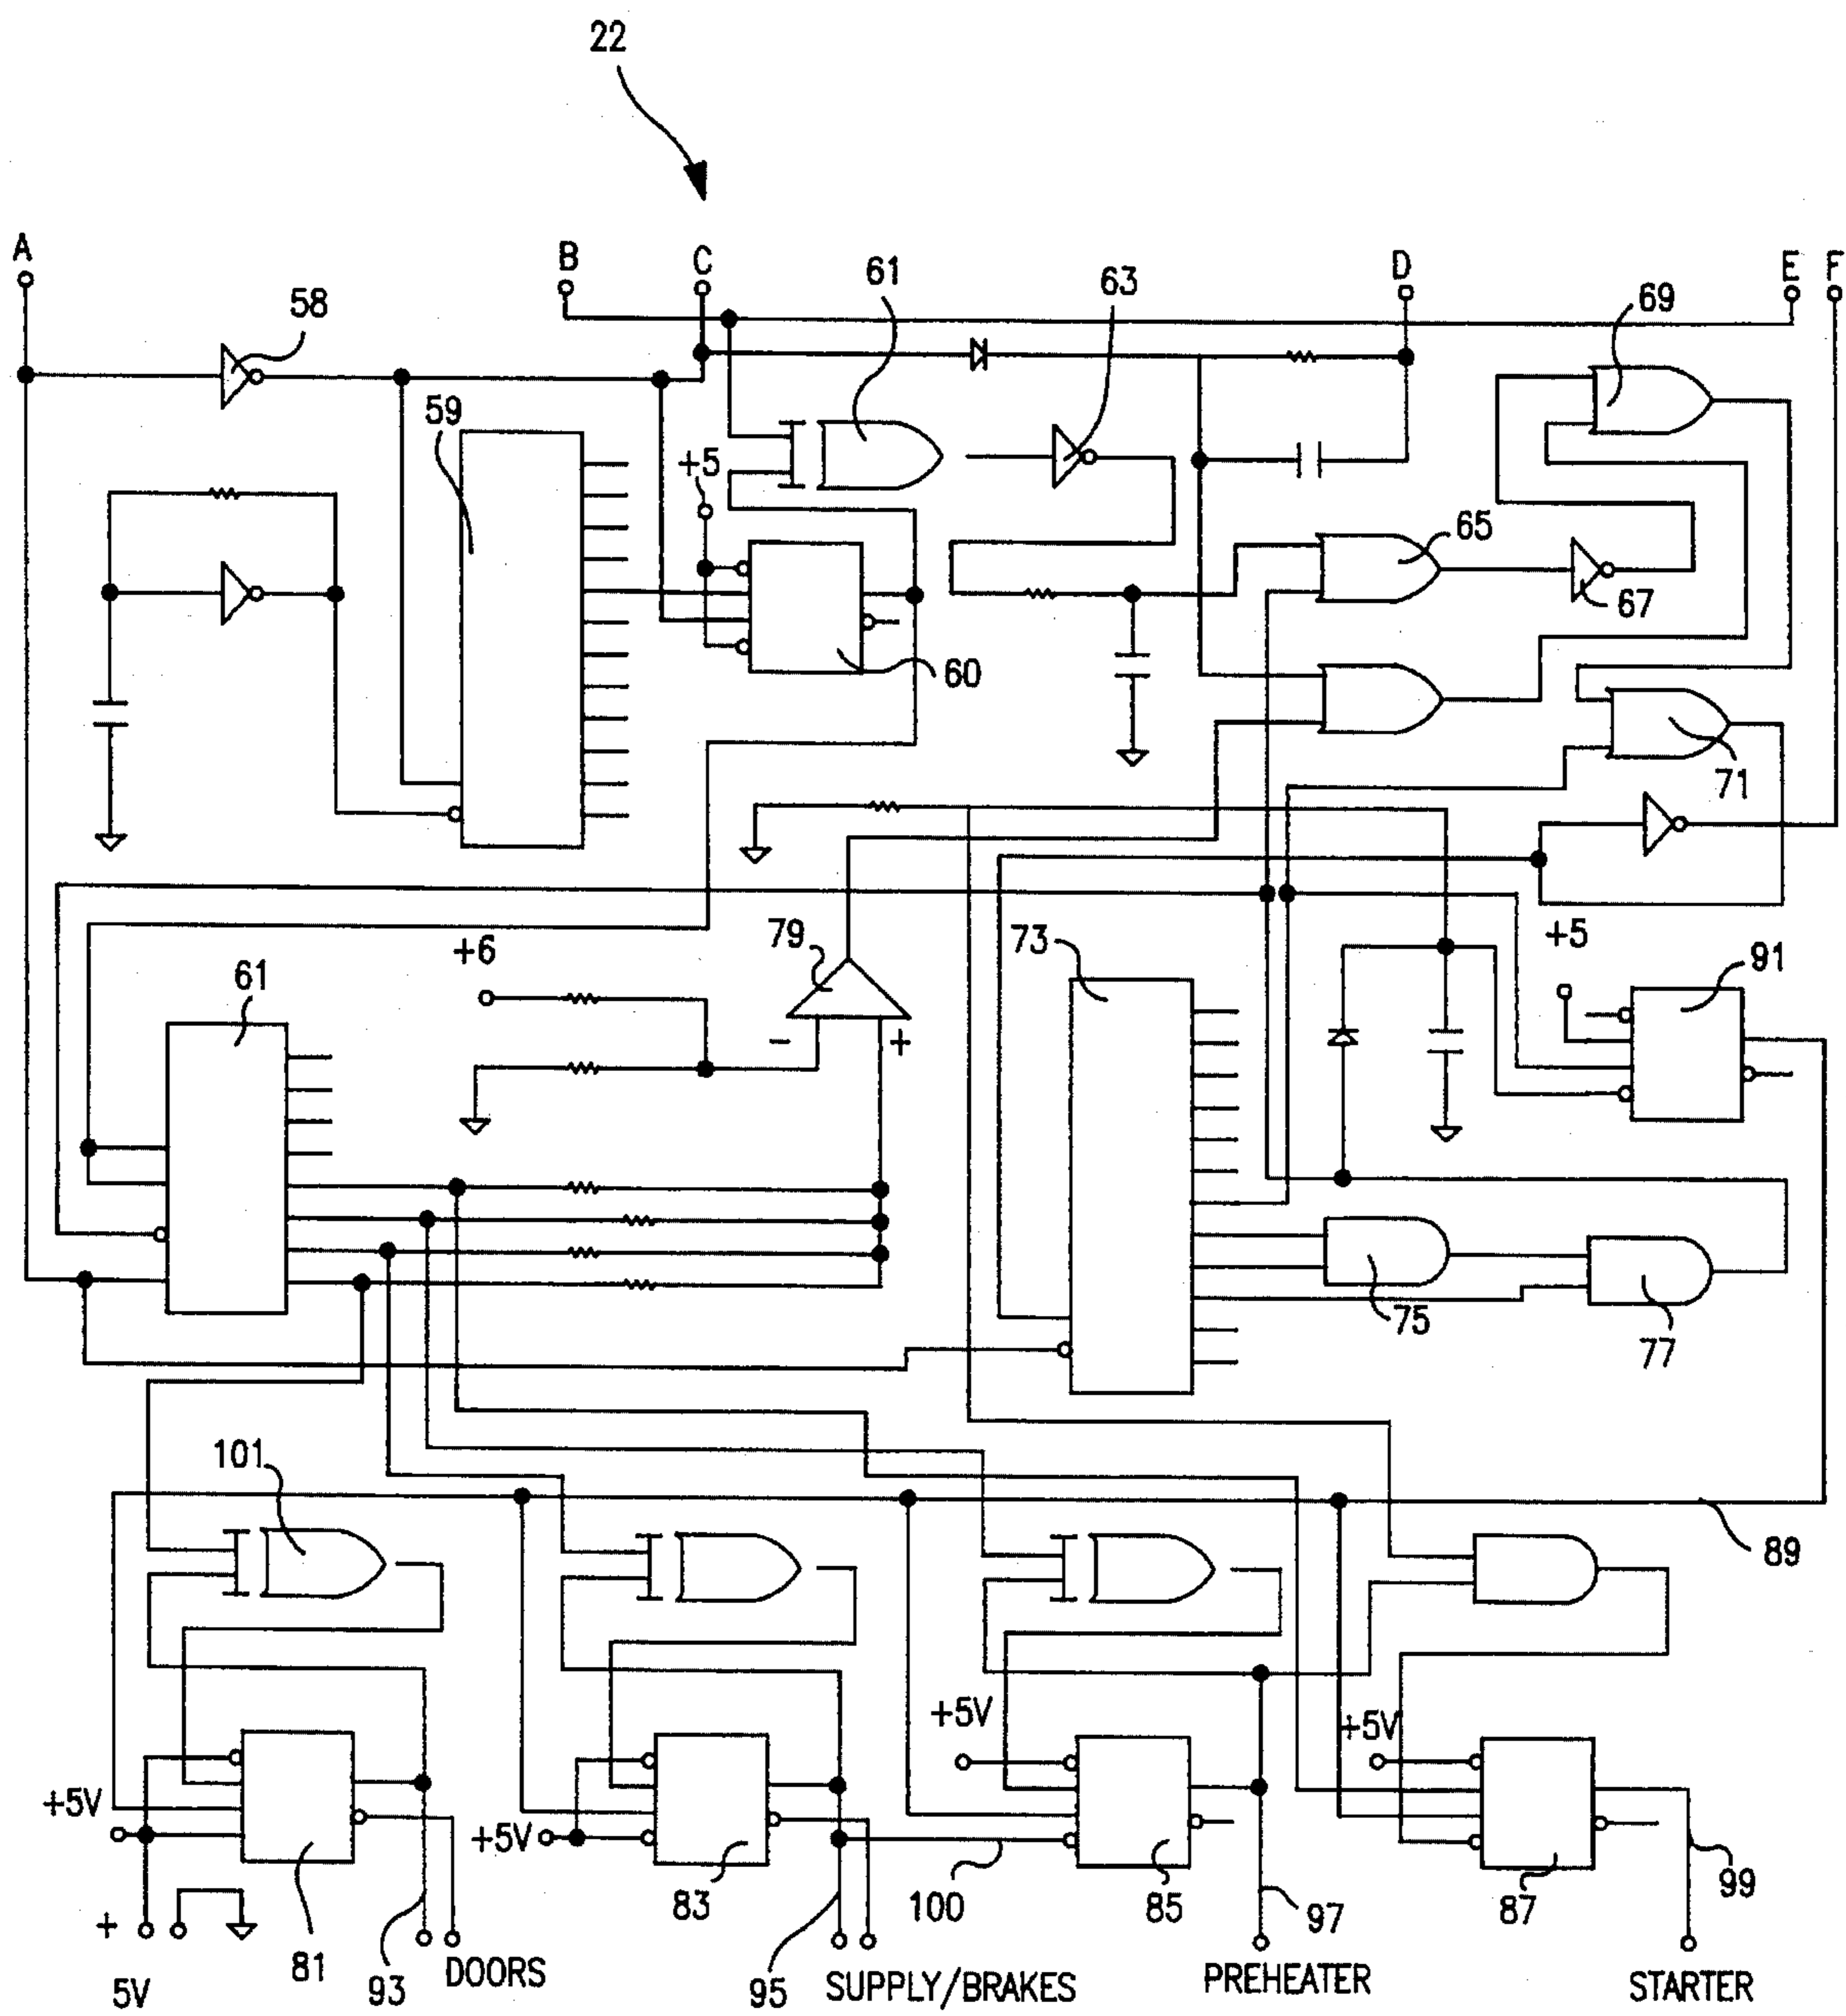 22
A
B
C
D
E
F
58
61
63
69
59
+5
65
67
60
71
+6
79
73
+5
91
61
-
+
75
77
101
89
+5V
+5V
+5V
+5V
81
83
100
85
97
87
99
+
5V
93
DOORS
95
SUPPLY/BRAKES
PREHEATER
STARTER